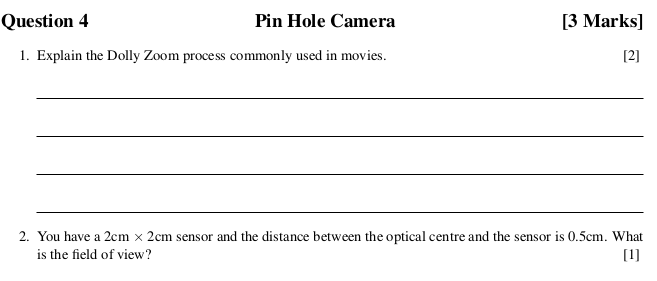 Question 4 Pin Hole Camera [3 Marks]
1. Explain the Dolly Zoom process commonly used in movies. [2]
2. You have a 2cm × 2cm sensor and the distance between the optical centre and the sensor is 0.5cm. What
is the field of view? [1]